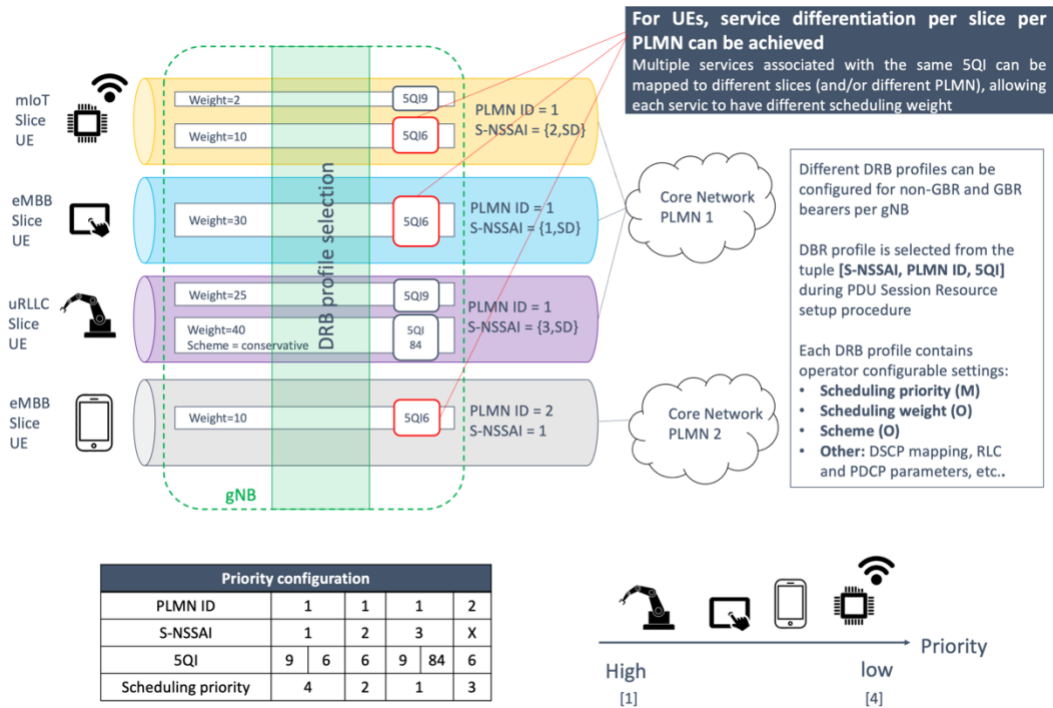 For UEs, service differentiation per slice per
PLMN can be achieved
Multiple services associated with the same 5QI can be
mapped to different slices (and/or different PLMN), allowing
each servic to have different scheduling weight
mIoT
Slice
UE
Weight=2
5QI9
Weight=10
5QI6
PLMN ID = 1
S-NSSAI = {2,SD}
eMBB
Slice
UE
Weight=30
5QI6
PLMN ID = 1
S-NSSAI = {1,SD}
uRLLC
Slice
UE
Weight=25
5QI9
Weight=40
Scheme = conservative
5QI
84
PLMN ID = 1
S-NSSAI = {3,SD}
eMBB
Slice
UE
Weight=10
5QI6
PLMN ID = 2
S-NSSAI = 1
DRB profile selection
gNB
Core Network
PLMN 1
Core Network
PLMN 2
Different DRB profiles can be
configured for non-GBR and GBR
bearers per gNB
DBR profile is selected from the
tuple [S-NSSAI, PLMN ID, 5QI]
during PDU Session Resource
setup procedure
Each DRB profile contains
operator configurable settings:
• Scheduling priority (M)
• Scheduling weight (O)
• Scheme (O)
• Other: DSCP mapping, RLC
and PDCP parameters, etc..
Priority configuration
PLMN ID 1 1 1 2
S-NSSAI 1 2 3 X
5QI 9 6 6 9 84 6
Scheduling priority 4 2 1 3
Priority
High
[1]
low
[4]